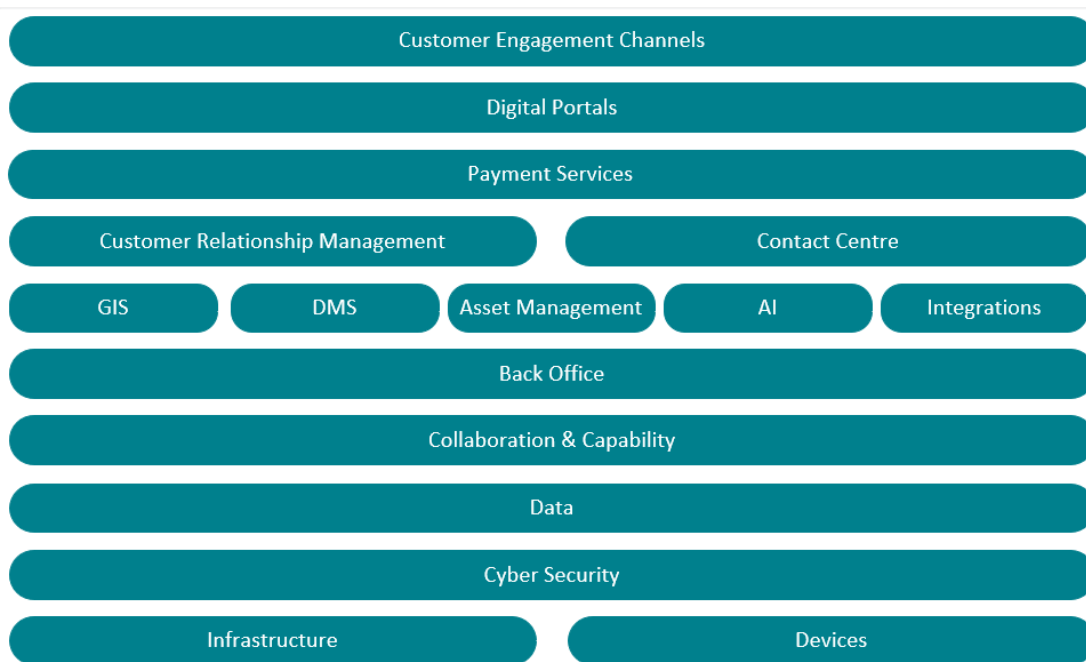 Customer Engagement Channels
Digital Portals
Payment Services
Customer Relationship Management
Contact Centre
GIS
DMS
Asset Management
AI
Integrations
Back Office
Collaboration & Capability
Data
Cyber Security
Infrastructure
Devices